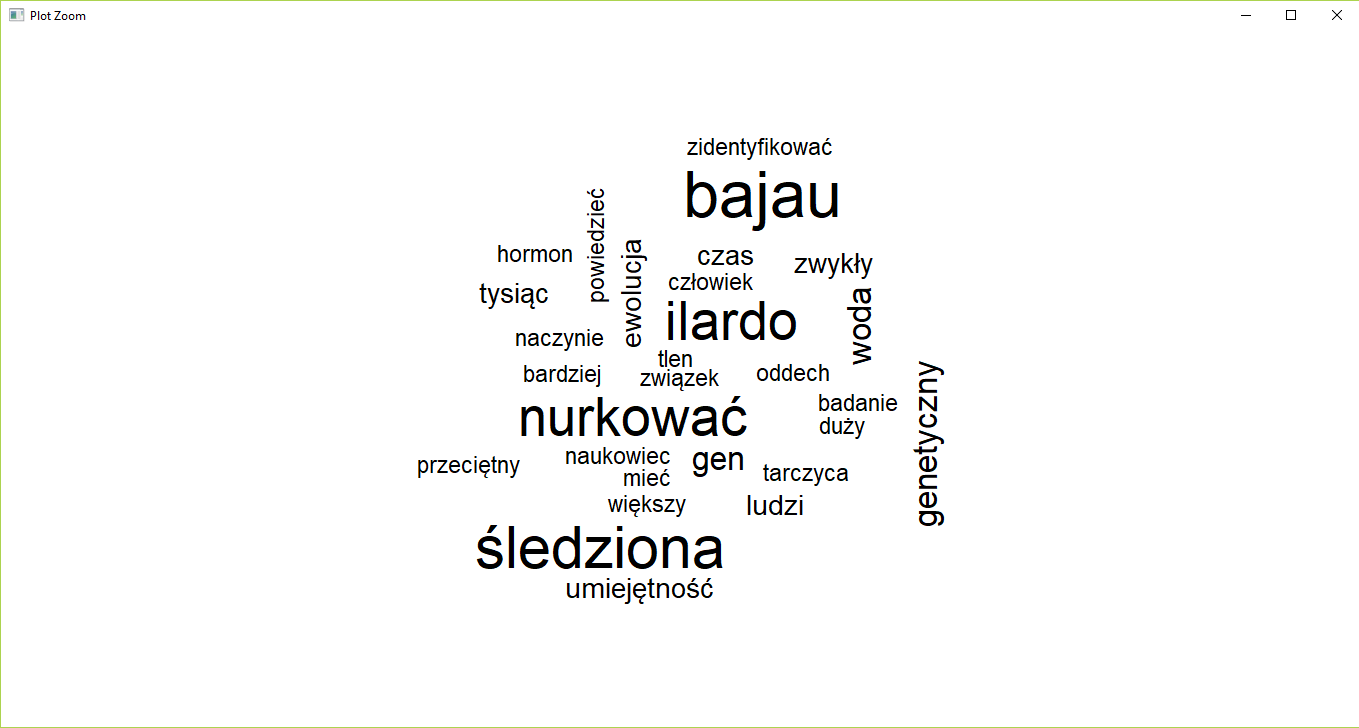 Plot Zoom
zidentyfikować
bajau
powiedzieć
hormon
ewolucja
czas
zwykły
człowiek
tysiąc
woda
ilardo
naczynie
tlen
bardziej
związek
oddech
genetyczny
nurkować
badanie
duży
przeciętny
naukowiec
gen
tarczyca
mieć
większy
ludzi
śledziona
umiejętność